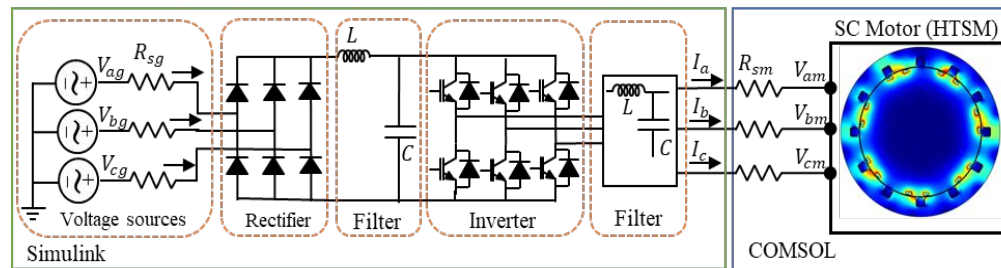 SC Motor (HTSM)
L
V_ag
R_sg
I_a
R_sm
V_am
L
V_bg
I_b
V_bm
C
C
V_cg
I_c
V_cm
Voltage sources
Rectifier
Filter
Inverter
Filter
Simulink
COMSOL